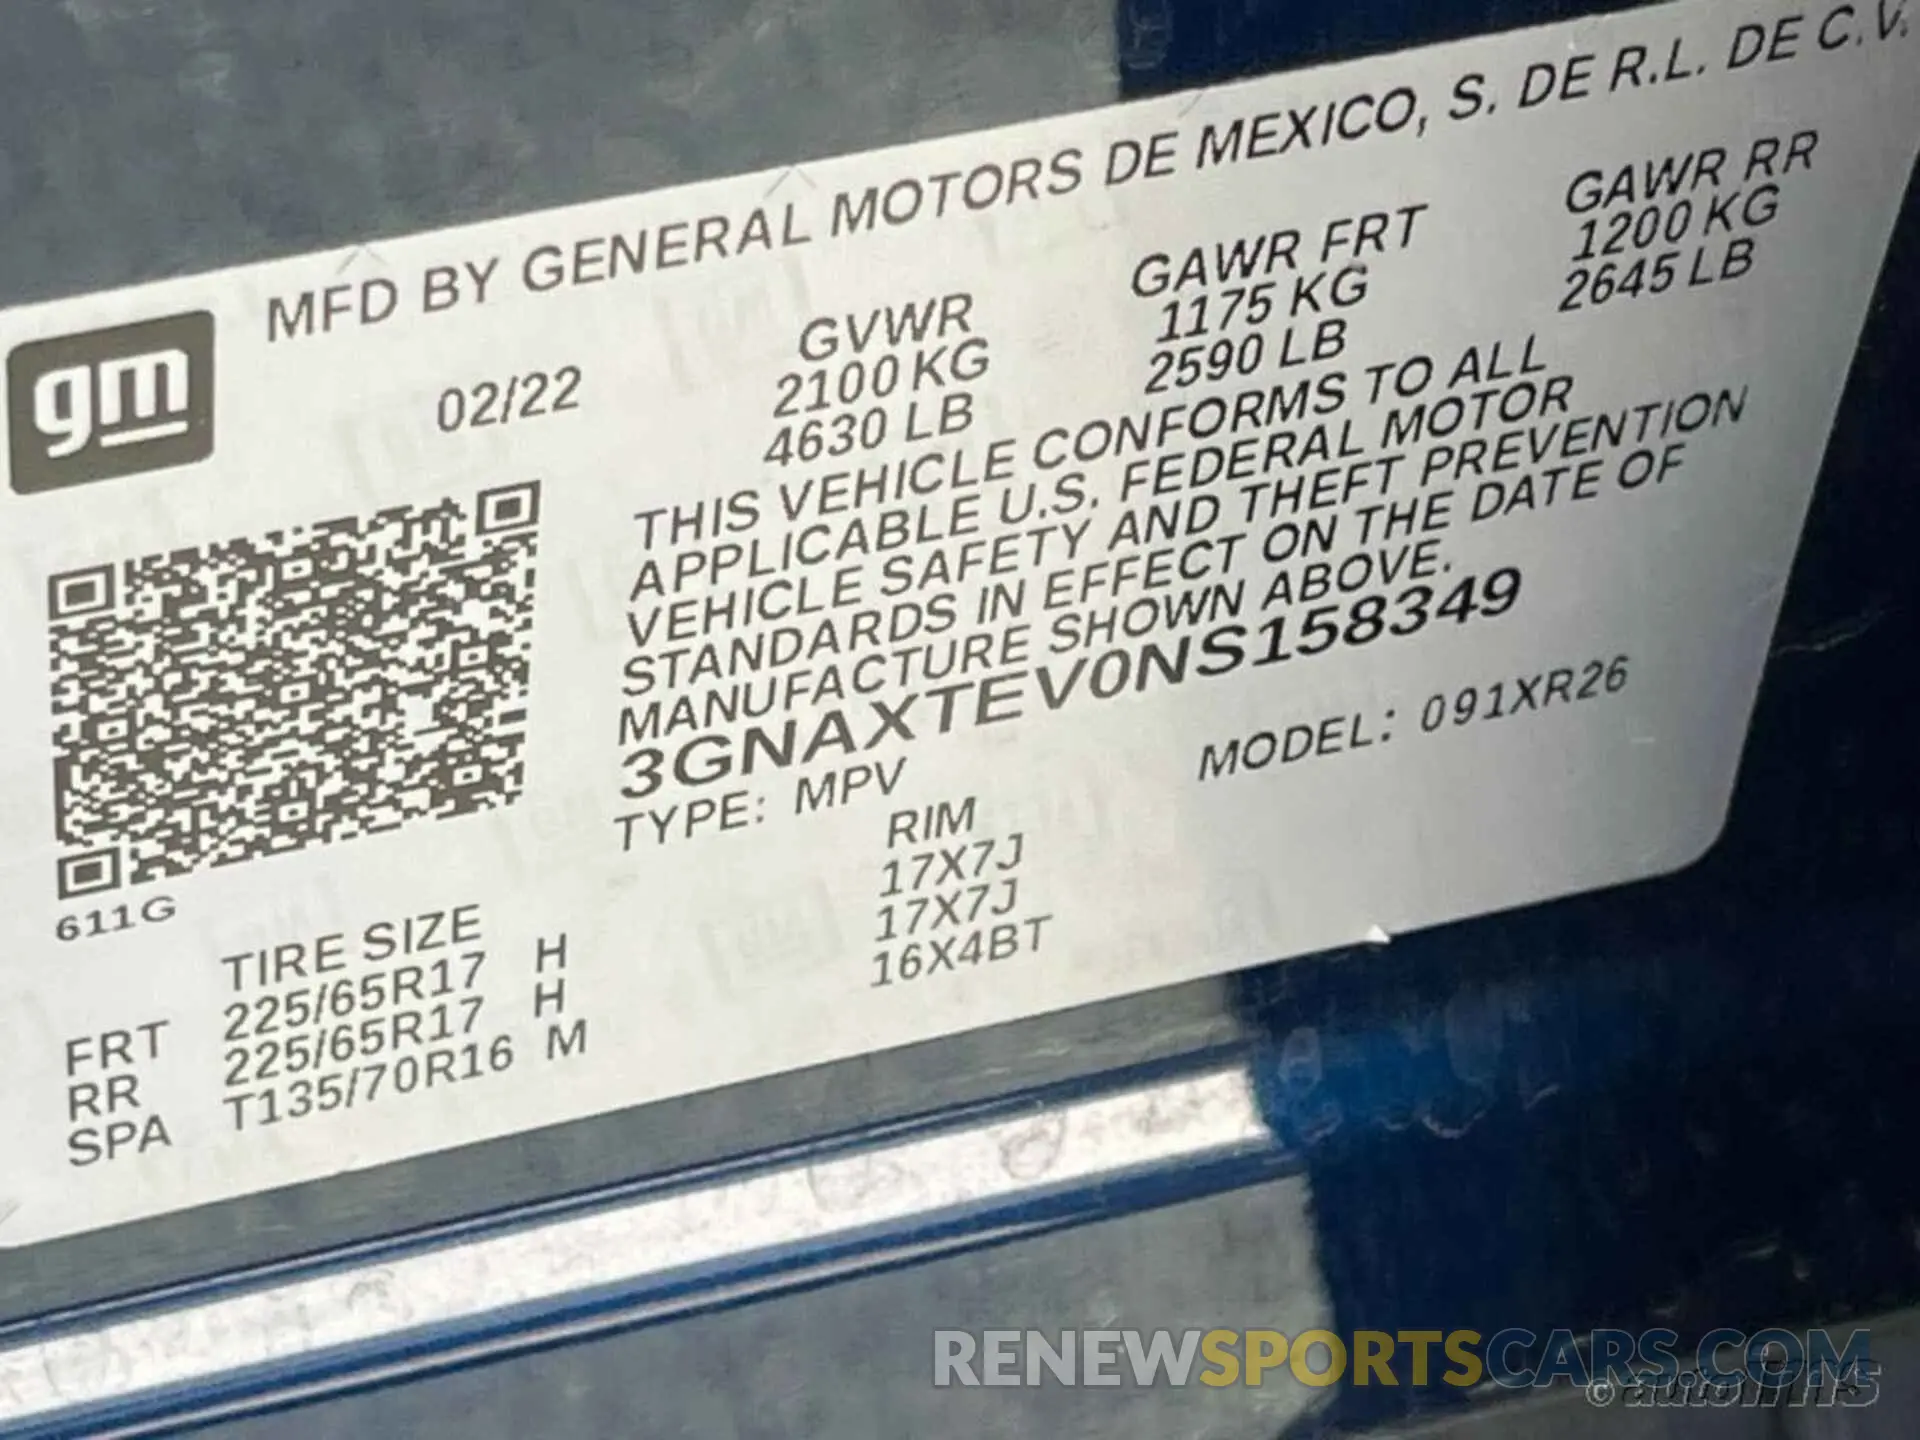 MFD BY GENERAL MOTORS DE MEXICO, S. DE R.L. DE C.V.
gm
02/22
GVWR
2100 KG
4630 LB
GAWR FRT
1175 KG
2590 LB
GAWR RR
1200 KG
2645 LB
THIS VEHICLE CONFORMS TO ALL
APPLICABLE U.S. FEDERAL MOTOR
VEHICLE SAFETY AND THEFT PREVENTION
STANDARDS IN EFFECT ON THE DATE OF
MANUFACTURE SHOWN ABOVE.
3GNAXTEV0NS158349
TYPE: MPV MODEL: 091XR26
611G
TIRE SIZE RIM
FRT 225/65R17 H 17X7J
RR 225/65R17 H 17X7J
SPA T135/70R16 M 16X4BT
RENEWSPORTSCARS.COM